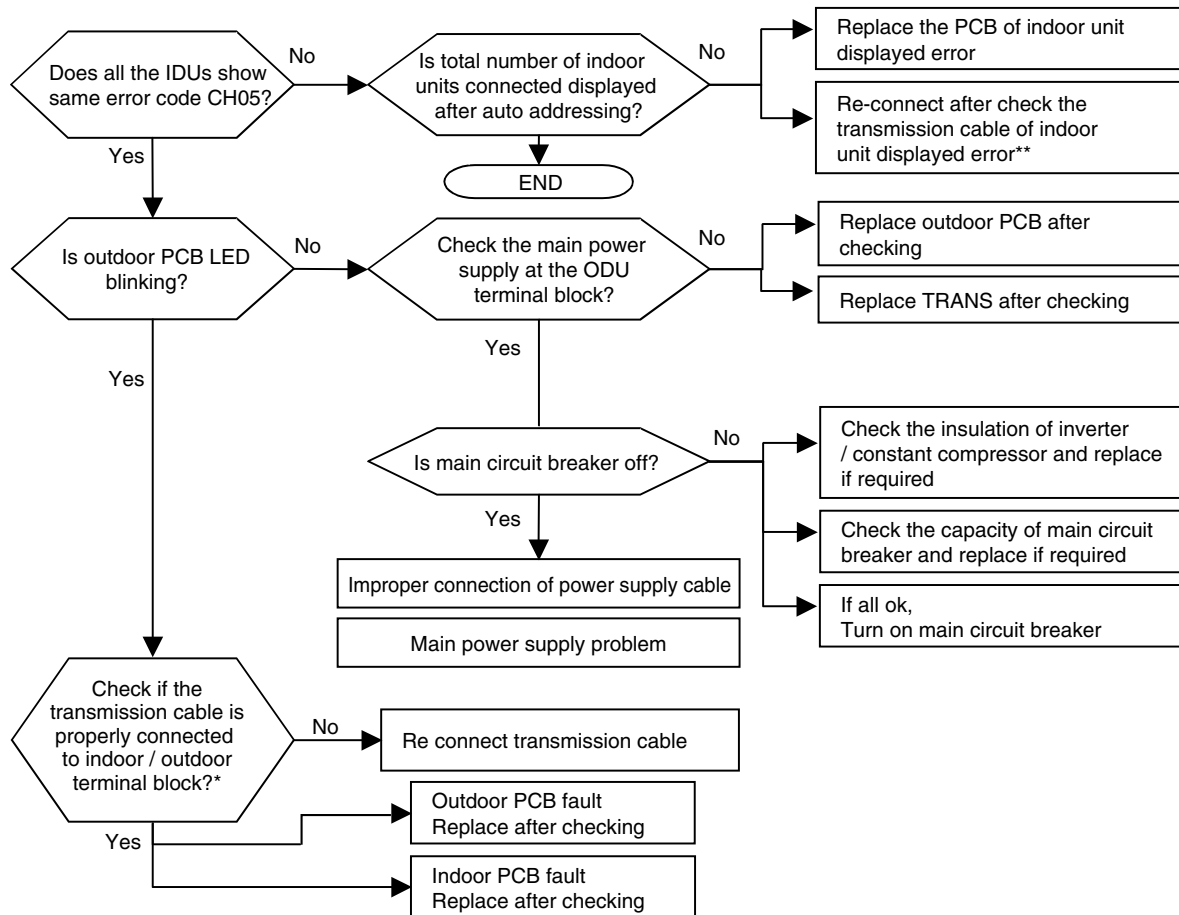 Does all the IDUs show
same error code CH05?
No
Is total number of indoor
units connected displayed
after auto addressing?
No
Replace the PCB of indoor unit
displayed error
Re-connect after check the
transmission cable of indoor
unit displayed error**
Yes
END
Is outdoor PCB LED
blinking?
No
Check the main power
supply at the ODU
terminal block?
No
Replace outdoor PCB after
checking
Replace TRANS after checking
Yes
Yes
Is main circuit breaker off?
No
Check the insulation of inverter
/ constant compressor and replace
if required
Check the capacity of main circuit
breaker and replace if required
If all ok,
Turn on main circuit breaker
Yes
Improper connection of power supply cable
Main power supply problem
Check if the
transmission cable is
properly connected
to indoor / outdoor
terminal block?*
No
Re connect transmission cable
Yes
Outdoor PCB fault
Replace after checking
Indoor PCB fault
Replace after checking